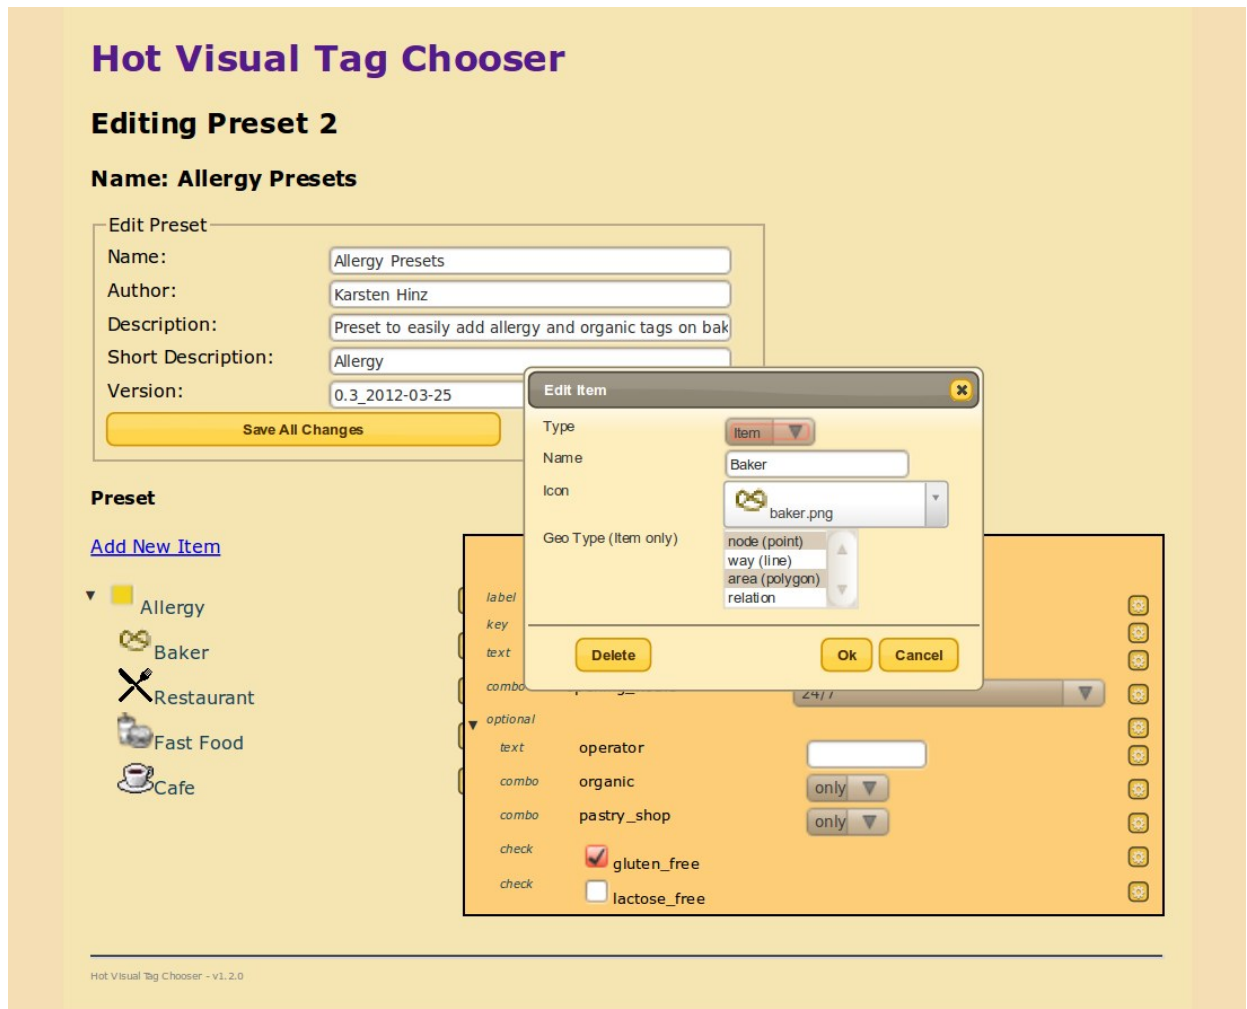 Hot Visual Tag Chooser
Editing Preset 2
Name: Allergy Presets
Edit Preset
Name: Allergy Presets
Author: Karsten Hinz
Description: Preset to easily add allergy and organic tags on bak
Short Description: Allergy
Version: 0.3_2012-03-25
Save All Changes
Edit Item
Type Item
Name Baker
Icon baker.png
Geo Type (Item only) node (point)
way (line)
area (polygon)
relation
Delete Ok Cancel
Preset
Add New Item
Allergy
Baker
Restaurant
Fast Food
Cafe
label
key
text
combo 24/7
optional
text operator
combo organic only
combo pastry_shop only
check gluten_free
check lactose_free
Hot Visual Tag Chooser - v1.2.0